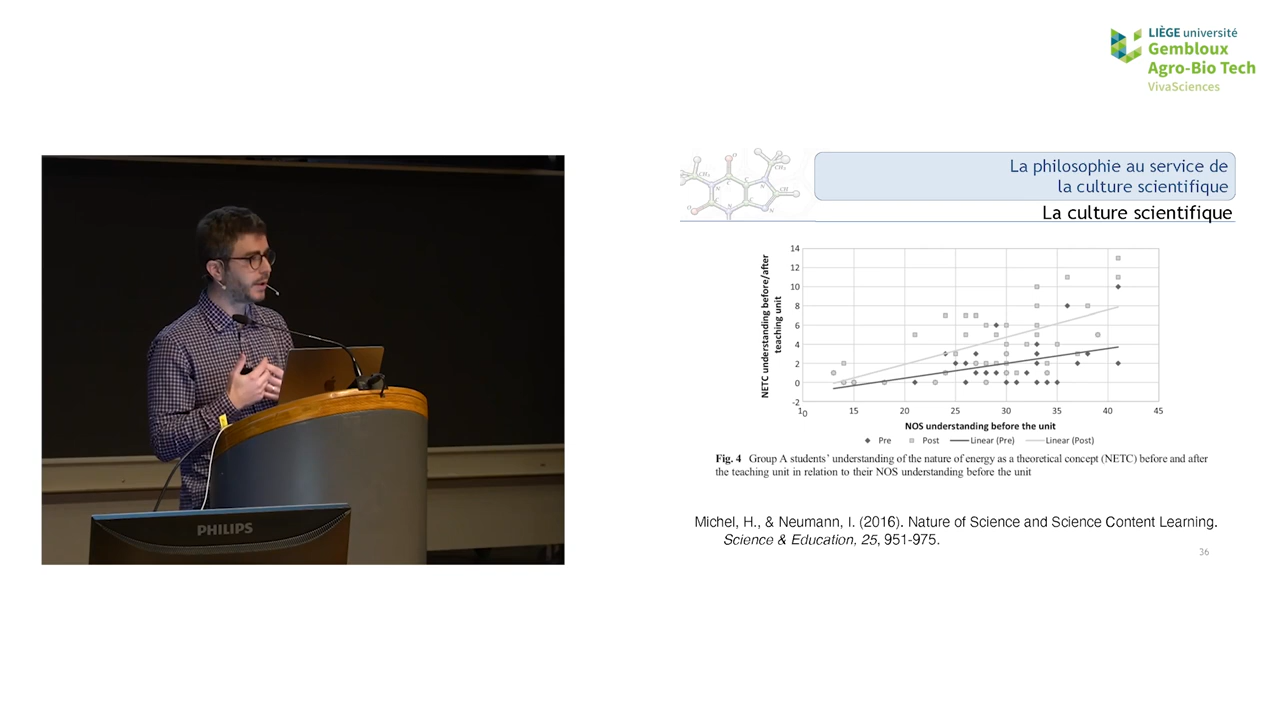 LIÈGE université
Gembloux
Agro-Bio Tech
VivaSciences
PHILIPS
La philosophie au service de
la culture scientifique
La culture scientifique
NETC understanding before/after
teaching unit
14
12
10
8
6
4
2
0
-2
10
15
20
25
30
35
40
45
NOS understanding before the unit
Pre
Post
Linear (Pre)
Linear (Post)
Fig. 4 Group A students' understanding of the nature of energy as a theoretical concept (NETC) before and after
the teaching unit in relation to their NOS understanding before the unit
Michel, H., & Neumann, I. (2016). Nature of Science and Science Content Learning.
Science & Education, 25, 951-975.
36